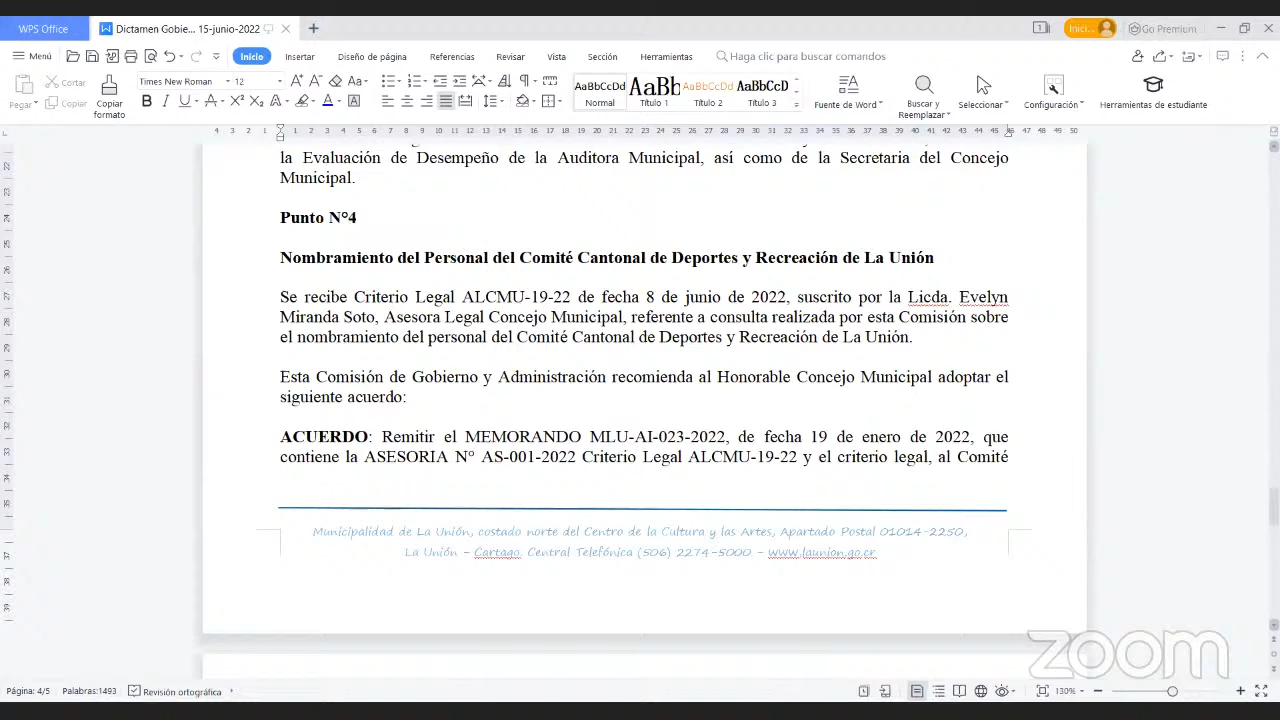 WPS Office
Dictamen Gobie... 15-junio-2022
Inici...
Go Premium
Menú
Inicio
Insertar
Diseño de página
Referencias
Revisar
Vista
Sección
Herramientas
Haga clic para buscar comandos
Pegar
Cortar
Copiar
Copiar formato
Times New Roman
12
AaBbCcDd
Normal
AaBb
Título 1
AaBbCcDd
Título 2
AaBbCcD
Título 3
Fuente de Word
Buscar y Reemplazar
Seleccionar
Configuración
Herramientas de estudiante
la Evaluación de Desempeño de la Auditora Municipal, así como de la Secretaria del Concejo
Municipal.
Punto N°4
Nombramiento del Personal del Comité Cantonal de Deportes y Recreación de La Unión
Se recibe Criterio Legal ALCMU-19-22 de fecha 8 de junio de 2022, suscrito por la Licda. Evelyn
Miranda Soto, Asesora Legal Concejo Municipal, referente a consulta realizada por esta Comisión sobre
el nombramiento del personal del Comité Cantonal de Deportes y Recreación de La Unión.
Esta Comisión de Gobierno y Administración recomienda al Honorable Concejo Municipal adoptar el
siguiente acuerdo:
ACUERDO: Remitir el MEMORANDO MLU-AI-023-2022, de fecha 19 de enero de 2022, que
contiene la ASESORIA N° AS-001-2022 Criterio Legal ALCMU-19-22 y el criterio legal, al Comité
Municipalidad de La Unión, costado norte del Centro de la Cultura y las Artes, Apartado Postal 01014-2250,
La Unión - Cartago. Central Telefónica (506) 2274-5000 - www.launion.go.cr
zoom
Página: 4/5
Palabras:1493
Revisión ortográfica
130%